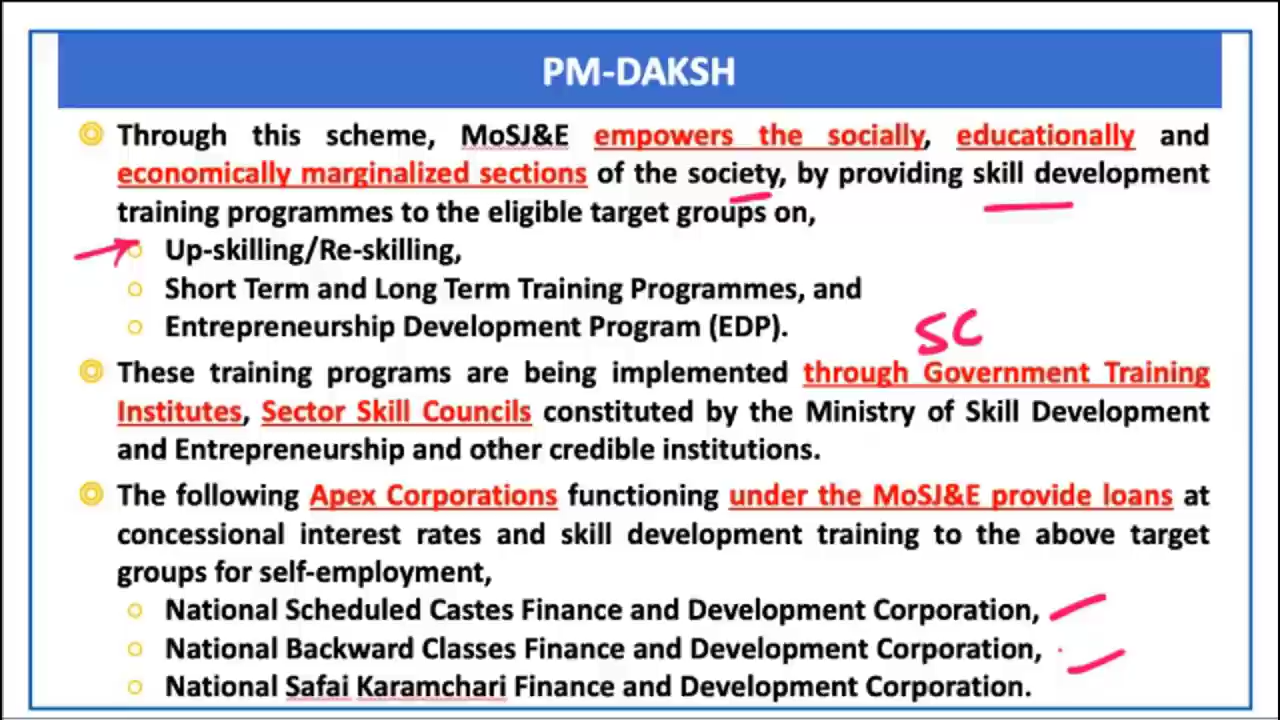 PM-DAKSH
Through this scheme, MoSJ&E empowers the socially, educationally and
economically marginalized sections of the society, by providing skill development
training programmes to the eligible target groups on,
Up-skilling/Re-skilling,
Short Term and Long Term Training Programmes, and
Entrepreneurship Development Program (EDP).
SC
These training programs are being implemented through Government Training
Institutes, Sector Skill Councils constituted by the Ministry of Skill Development
and Entrepreneurship and other credible institutions.
The following Apex Corporations functioning under the MoSJ&E provide loans at
concessional interest rates and skill development training to the above target
groups for self-employment,
National Scheduled Castes Finance and Development Corporation,
National Backward Classes Finance and Development Corporation,
National Safai Karamchari Finance and Development Corporation.